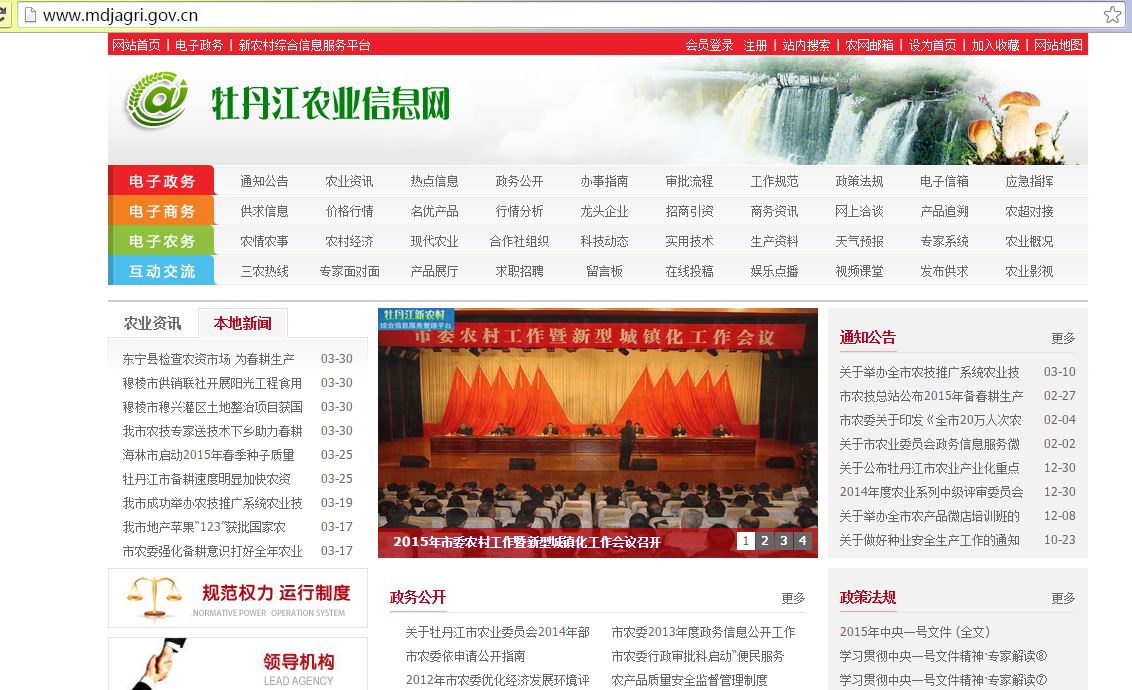 www.mdjagri.gov.cn
网站首页 | 电子政务 | 新农村综合信息服务平台
会员登录 注册 | 站内搜索 | 农网邮箱 | 设为首页 | 加入收藏 | 网站地图
牡丹江农业信息网
电子政务 通知公告 农业资讯 热点信息 政务公开 办事指南 审批流程 工作规范 政策法规 电子信箱 应急指挥
电子商务 供求信息 价格行情 名优产品 行情分析 龙头企业 招商引资 商务资讯 网上洽谈 产品追溯 农超对接
电子农务 农情农事 农村经济 现代农业 合作社组织 科技动态 实用技术 生产资料 天气预报 专家系统 农业概况
互动交流 三农热线 专家面对面 产品展厅 求职招聘 留言板 在线投稿 娱乐点播 视频课堂 发布供求 农业影视
农业资讯 本地新闻
东宁县检查农资市场 为春耕生产 03-30
穆棱市供销联社开展阳光工程食用 03-30
穆棱市穆兴灌区土地整治项目获国 03-30
我市农技专家送技术下乡助力春耕 03-30
海林市启动2015年春季种子质量 03-25
牡丹江市备耕速度明显加快农资 03-25
我市成功举办农技推广系统农业技 03-19
我市地产苹果“123”获批国家农 03-17
市农委强化备耕意识打好全年农业 03-17
牡丹江新农村
综合信息服务管理平台
市委农村工作暨新型城镇化工作会议
2015年市委农村工作暨新型城镇化工作会议召开
1 2 3 4
通知公告 更多
关于举办全市农技推广系统农业技 03-10
市农技总站公布2015年备春耕生产 02-27
市农委关于印发《全市20万人次农 02-04
关于市农业委员会政务信息服务微 02-02
关于公布牡丹江市农业产业化重点 12-30
2014年度农业系列中级评审委员会 12-30
关于举办全市农产品微店培训班的 12-08
关于做好种业安全生产工作的通知 10-23
规范权力 运行制度
NORMATIVE POWER OPERATION SYSTEM
领导机构
LEAD AGENCY
政务公开 更多
关于牡丹江市农业委员会2014年部 市农委2013年度政务信息公开工作
市农委依申请公开指南 市农委行政审批科启动“便民服务
2012年市农委优化经济发展环境评 农产品质量安全监督管理制度
政策法规 更多
2015年中央一号文件 (全文)
学习贯彻中央一号文件精神·专家解读⑧
学习贯彻中央一号文件精神·专家解读⑦